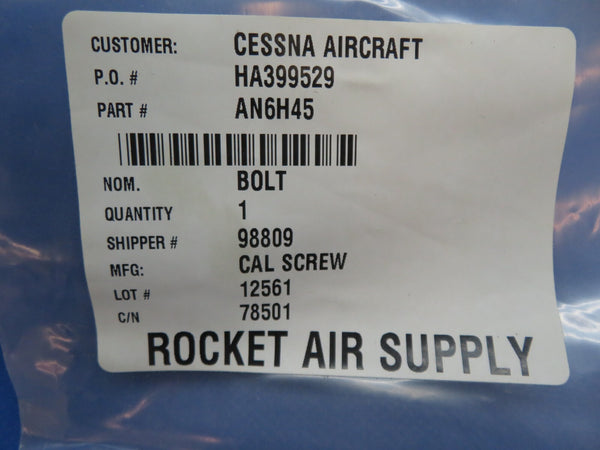 CUSTOMER: CESSNA AIRCRAFT
P.O. # HA399529
PART # AN6H45
NOM. BOLT
QUANTITY 1
SHIPPER # 98809
MFG: CAL SCREW
LOT # 12561
C/N 78501
ROCKET AIR SUPPLY